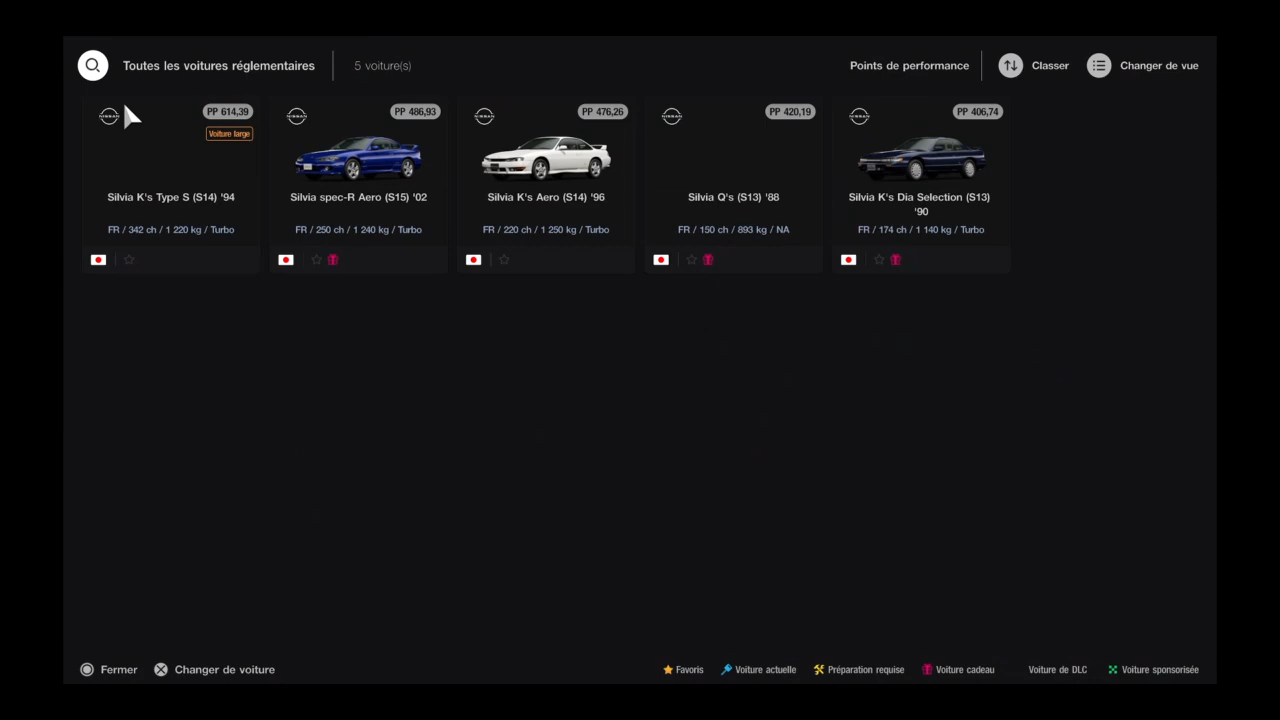 Toutes les voitures réglementaires
5 voiture(s)
Points de performance
Classer
Changer de vue
NISSAN
PP 614,39
Voiture large
Silvia K's Type S (S14) '94
FR / 342 ch / 1 220 kg / Turbo
NISSAN
PP 486,93
Silvia spec-R Aero (S15) '02
FR / 250 ch / 1 240 kg / Turbo
NISSAN
PP 476,26
Silvia K's Aero (S14) '96
FR / 220 ch / 1 250 kg / Turbo
NISSAN
PP 420,19
Silvia Q's (S13) '88
FR / 150 ch / 893 kg / NA
NISSAN
PP 406,74
Silvia K's Dia Selection (S13)
'90
FR / 174 ch / 1 140 kg / Turbo
Fermer
Changer de voiture
Favoris
Voiture actuelle
Préparation requise
Voiture cadeau
Voiture de DLC
Voiture sponsorisée